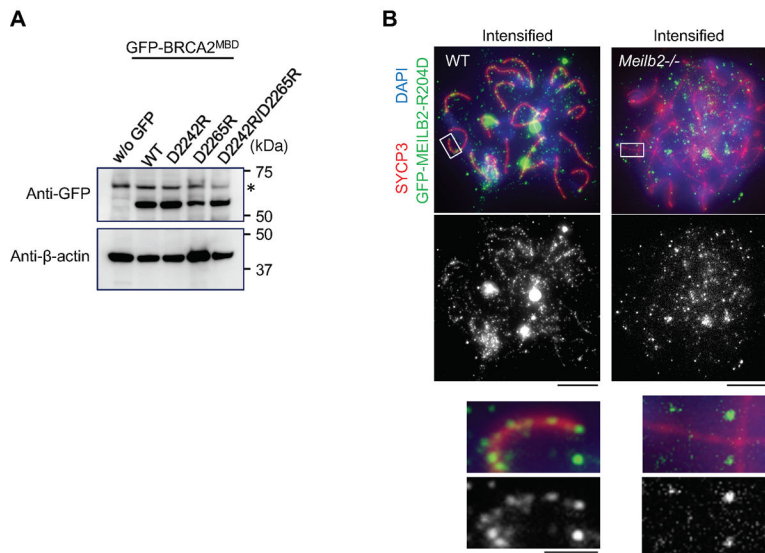 A
GFP-BRCA2MBD
w/o GFP
WT
D2242R
D2265R
D2242R/D2265R
(kDa)
Anti-GFP
75
*
50
Anti-β-actin
50
37
B
Intensified
Intensified
SYCP3 DAPI
GFP-MEILB2-R204D
WT
Meilb2-/-